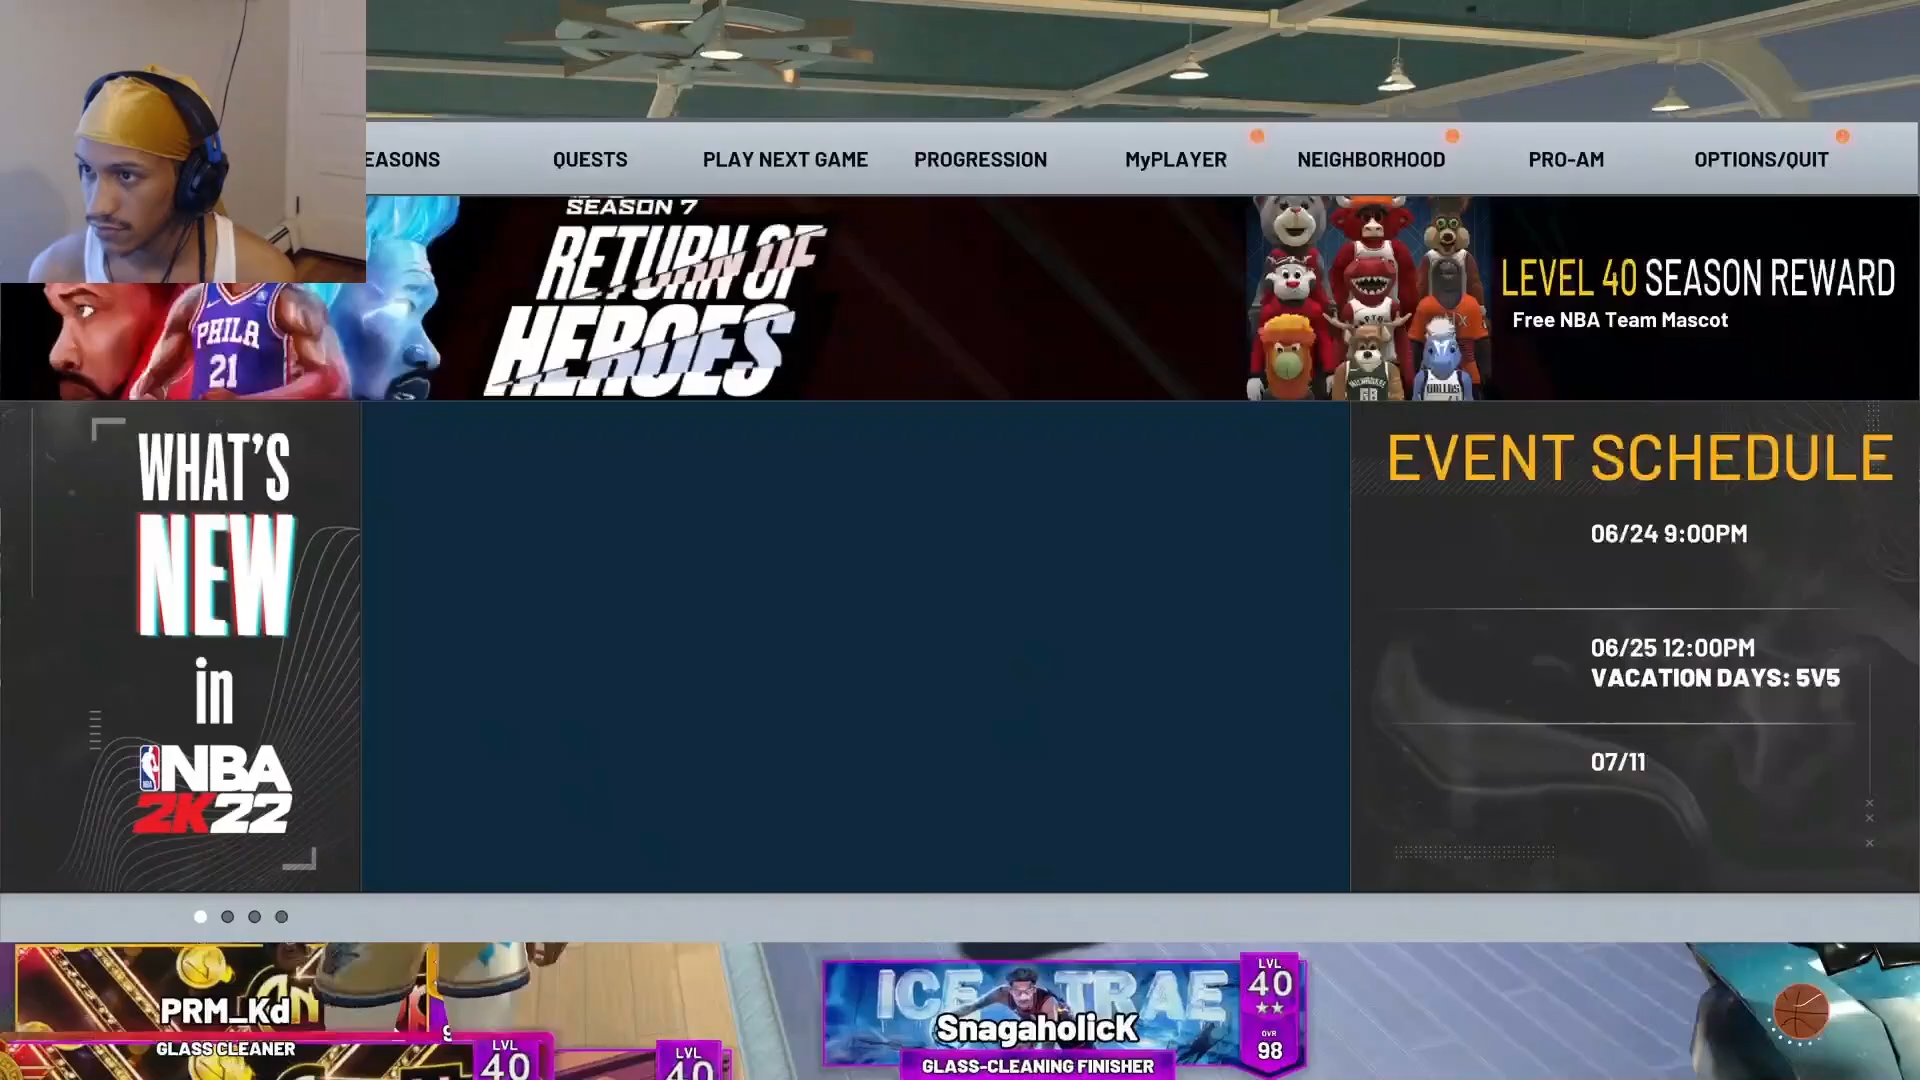 EASONS
QUESTS
PLAY NEXT GAME
PROGRESSION
MyPLAYER
NEIGHBORHOOD
PRO-AM
OPTIONS/QUIT
SEASON 7
RETURN OF
HEROES
PHILA
21
LEVEL 40 SEASON REWARD
Free NBA Team Mascot
WHAT'S
NEW
in
NBA
2K22
EVENT SCHEDULE
06/24 9:00PM
06/25 12:00PM
VACATION DAYS: 5V5
07/11
PRM_Kd
GLASS CLEANER
LVL
40
LVL
40
ICE TRAE
SnagaholicK
GLASS-CLEANING FINISHER
LVL
40
OVR
98